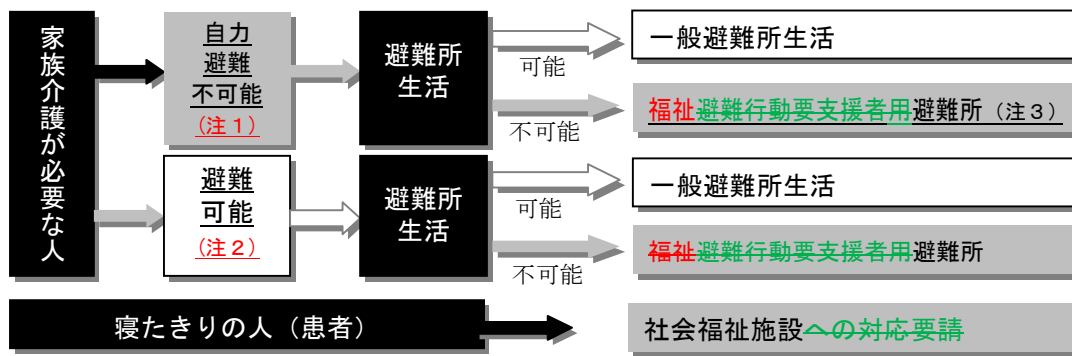 家族介護が必要な人
自力
避難
不可能
(注1)
避難所
生活
可能
一般避難所生活
不可能
福祉避難行動要支援者用避難所(注3)
避難
可能
(注2)
避難所
生活
可能
一般避難所生活
不可能
福祉避難行動要支援者用避難所
寝たきりの人(患者)
社会福祉施設への対応要請